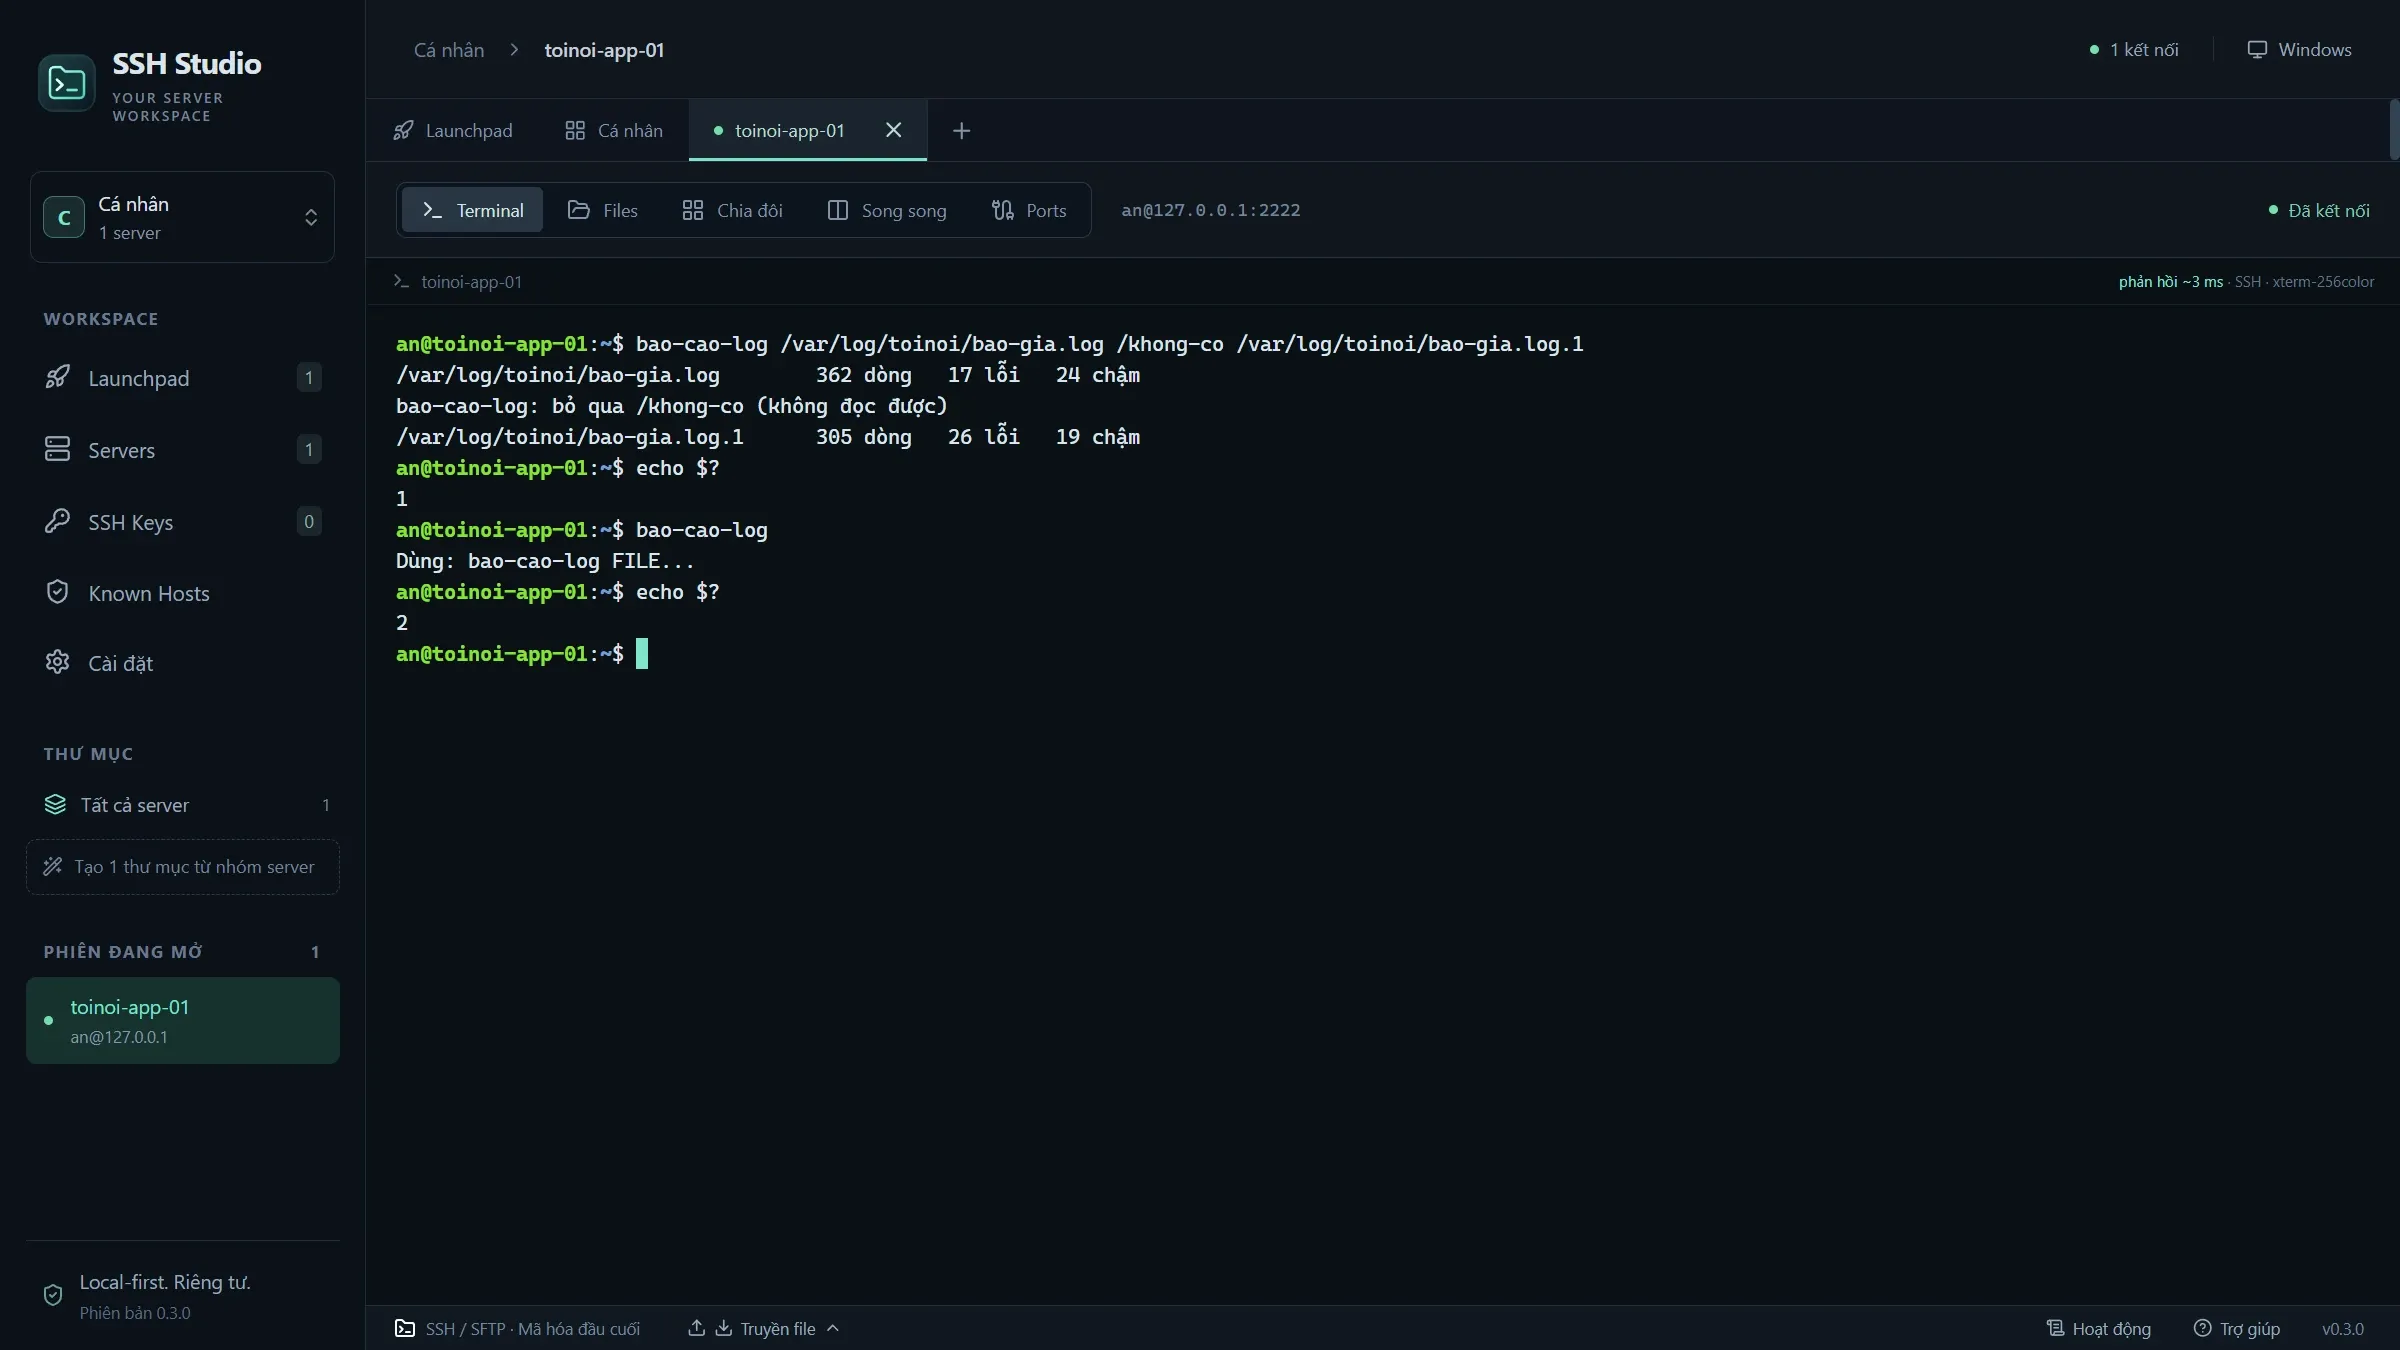 SSH Studio
YOUR SERVER
WORKSPACE
C
Cá nhân
1 server
WORKSPACE
Launchpad 1
Servers 1
SSH Keys 0
Known Hosts
Cài đặt
THƯ MỤC
Tất cả server 1
Tạo 1 thư mục từ nhóm server
PHIÊN ĐANG MỞ 1
toinoi-app-01
an@127.0.0.1
Local-first. Riêng tư.
Phiên bản 0.3.0
Cá nhân > toinoi-app-01
1 kết nối
Windows
Launchpad
Cá nhân
toinoi-app-01
Terminal
Files
Chia đôi
Song song
Ports
an@127.0.0.1:2222
Đã kết nối
toinoi-app-01
phản hồi ~3 ms · SSH · xterm-256color
an@toinoi-app-01:~$ bao-cao-log /var/log/toinoi/bao-gia.log /khong-co /var/log/toinoi/bao-gia.log.1
/var/log/toinoi/bao-gia.log        362 dòng   17 lỗi   24 chậm
bao-cao-log: bỏ qua /khong-co (không đọc được)
/var/log/toinoi/bao-gia.log.1      305 dòng   26 lỗi   19 chậm
an@toinoi-app-01:~$ echo $?
1
an@toinoi-app-01:~$ bao-cao-log
Dùng: bao-cao-log FILE...
an@toinoi-app-01:~$ echo $?
2
an@toinoi-app-01:~$
SSH / SFTP · Mã hóa đầu cuối
Truyền file
Hoạt động
Trợ giúp
v0.3.0